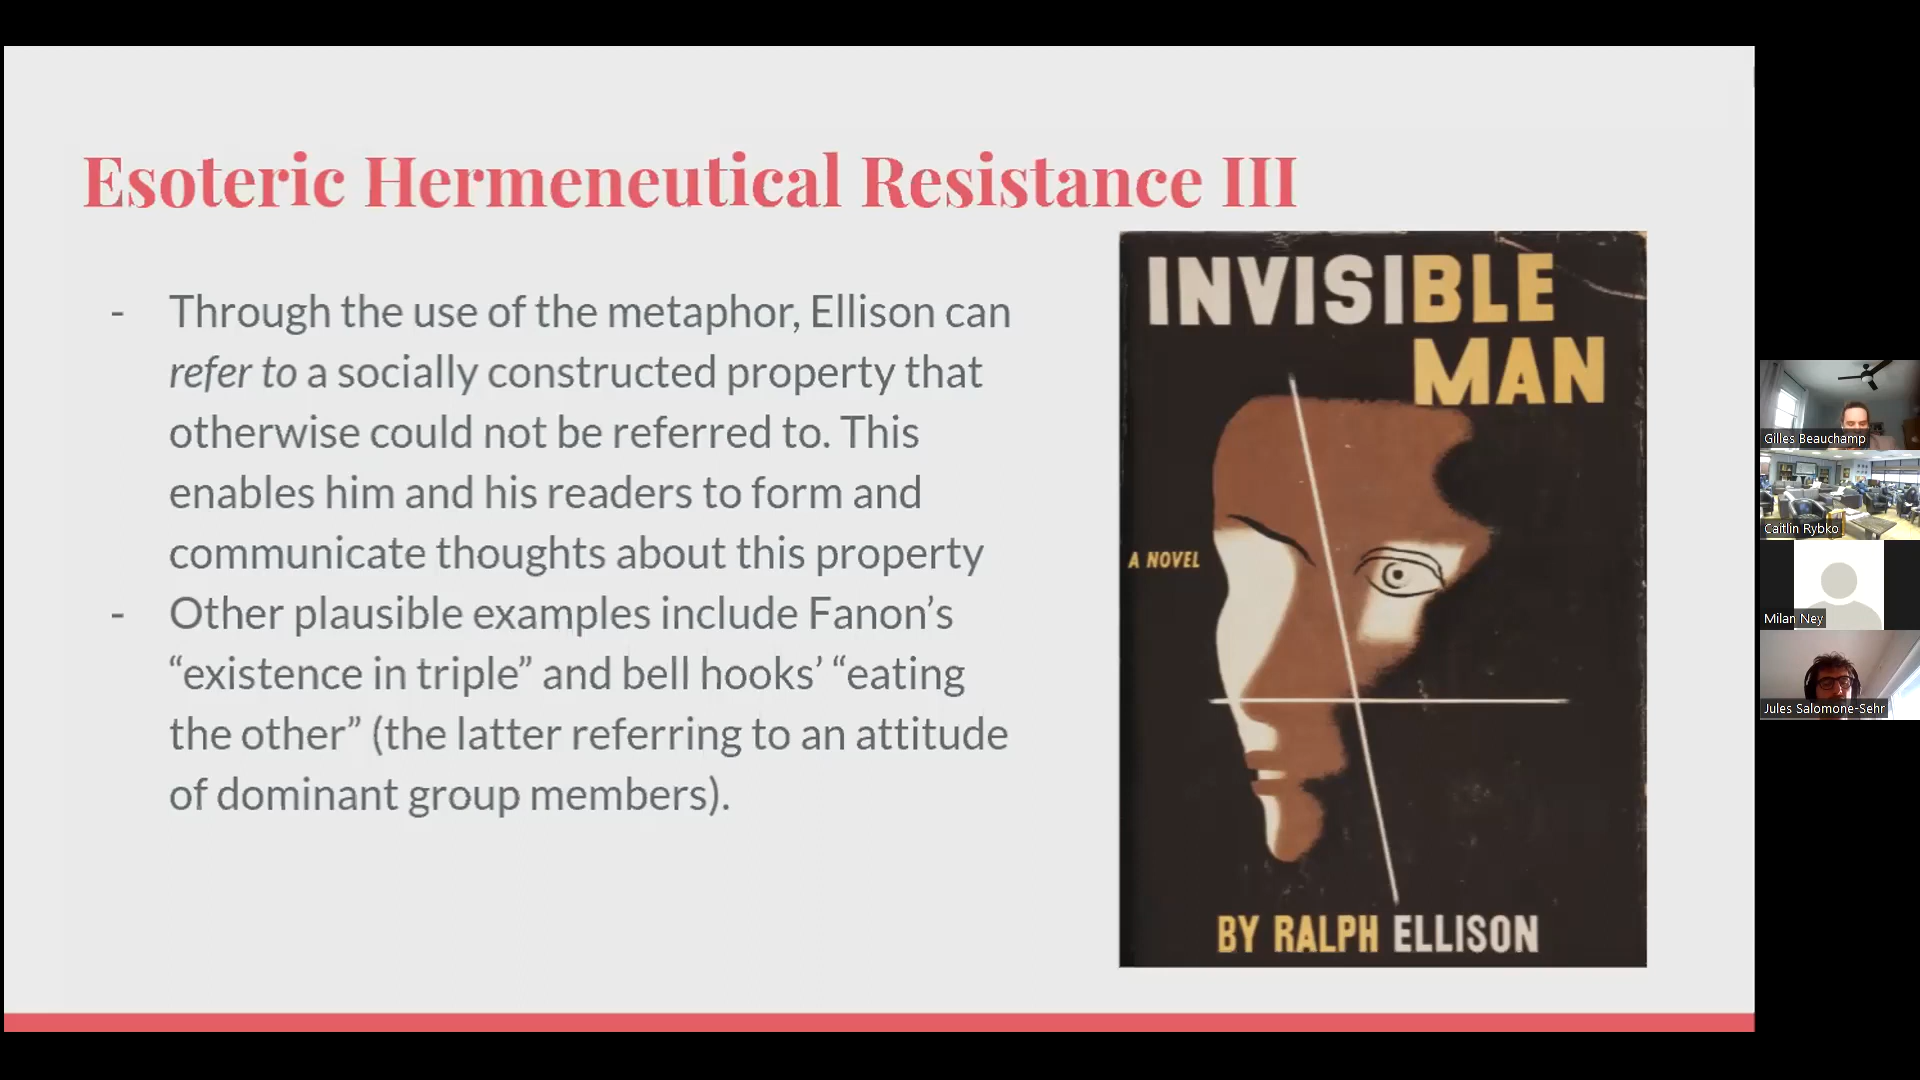 Esoteric Hermeneutical Resistance III
- Through the use of the metaphor, Ellison can
refer to a socially constructed property that
otherwise could not be referred to. This
enables him and his readers to form and
communicate thoughts about this property
- Other plausible examples include Fanon’s
“existence in triple” and bell hooks’ “eating
the other” (the latter referring to an attitude
of dominant group members).
INVISIBLE
MAN
A NOVEL
BY RALPH ELLISON
Gilles Beauchamp
Caitlin Rybko
Milan Ney
Jules Salomone-Sehr